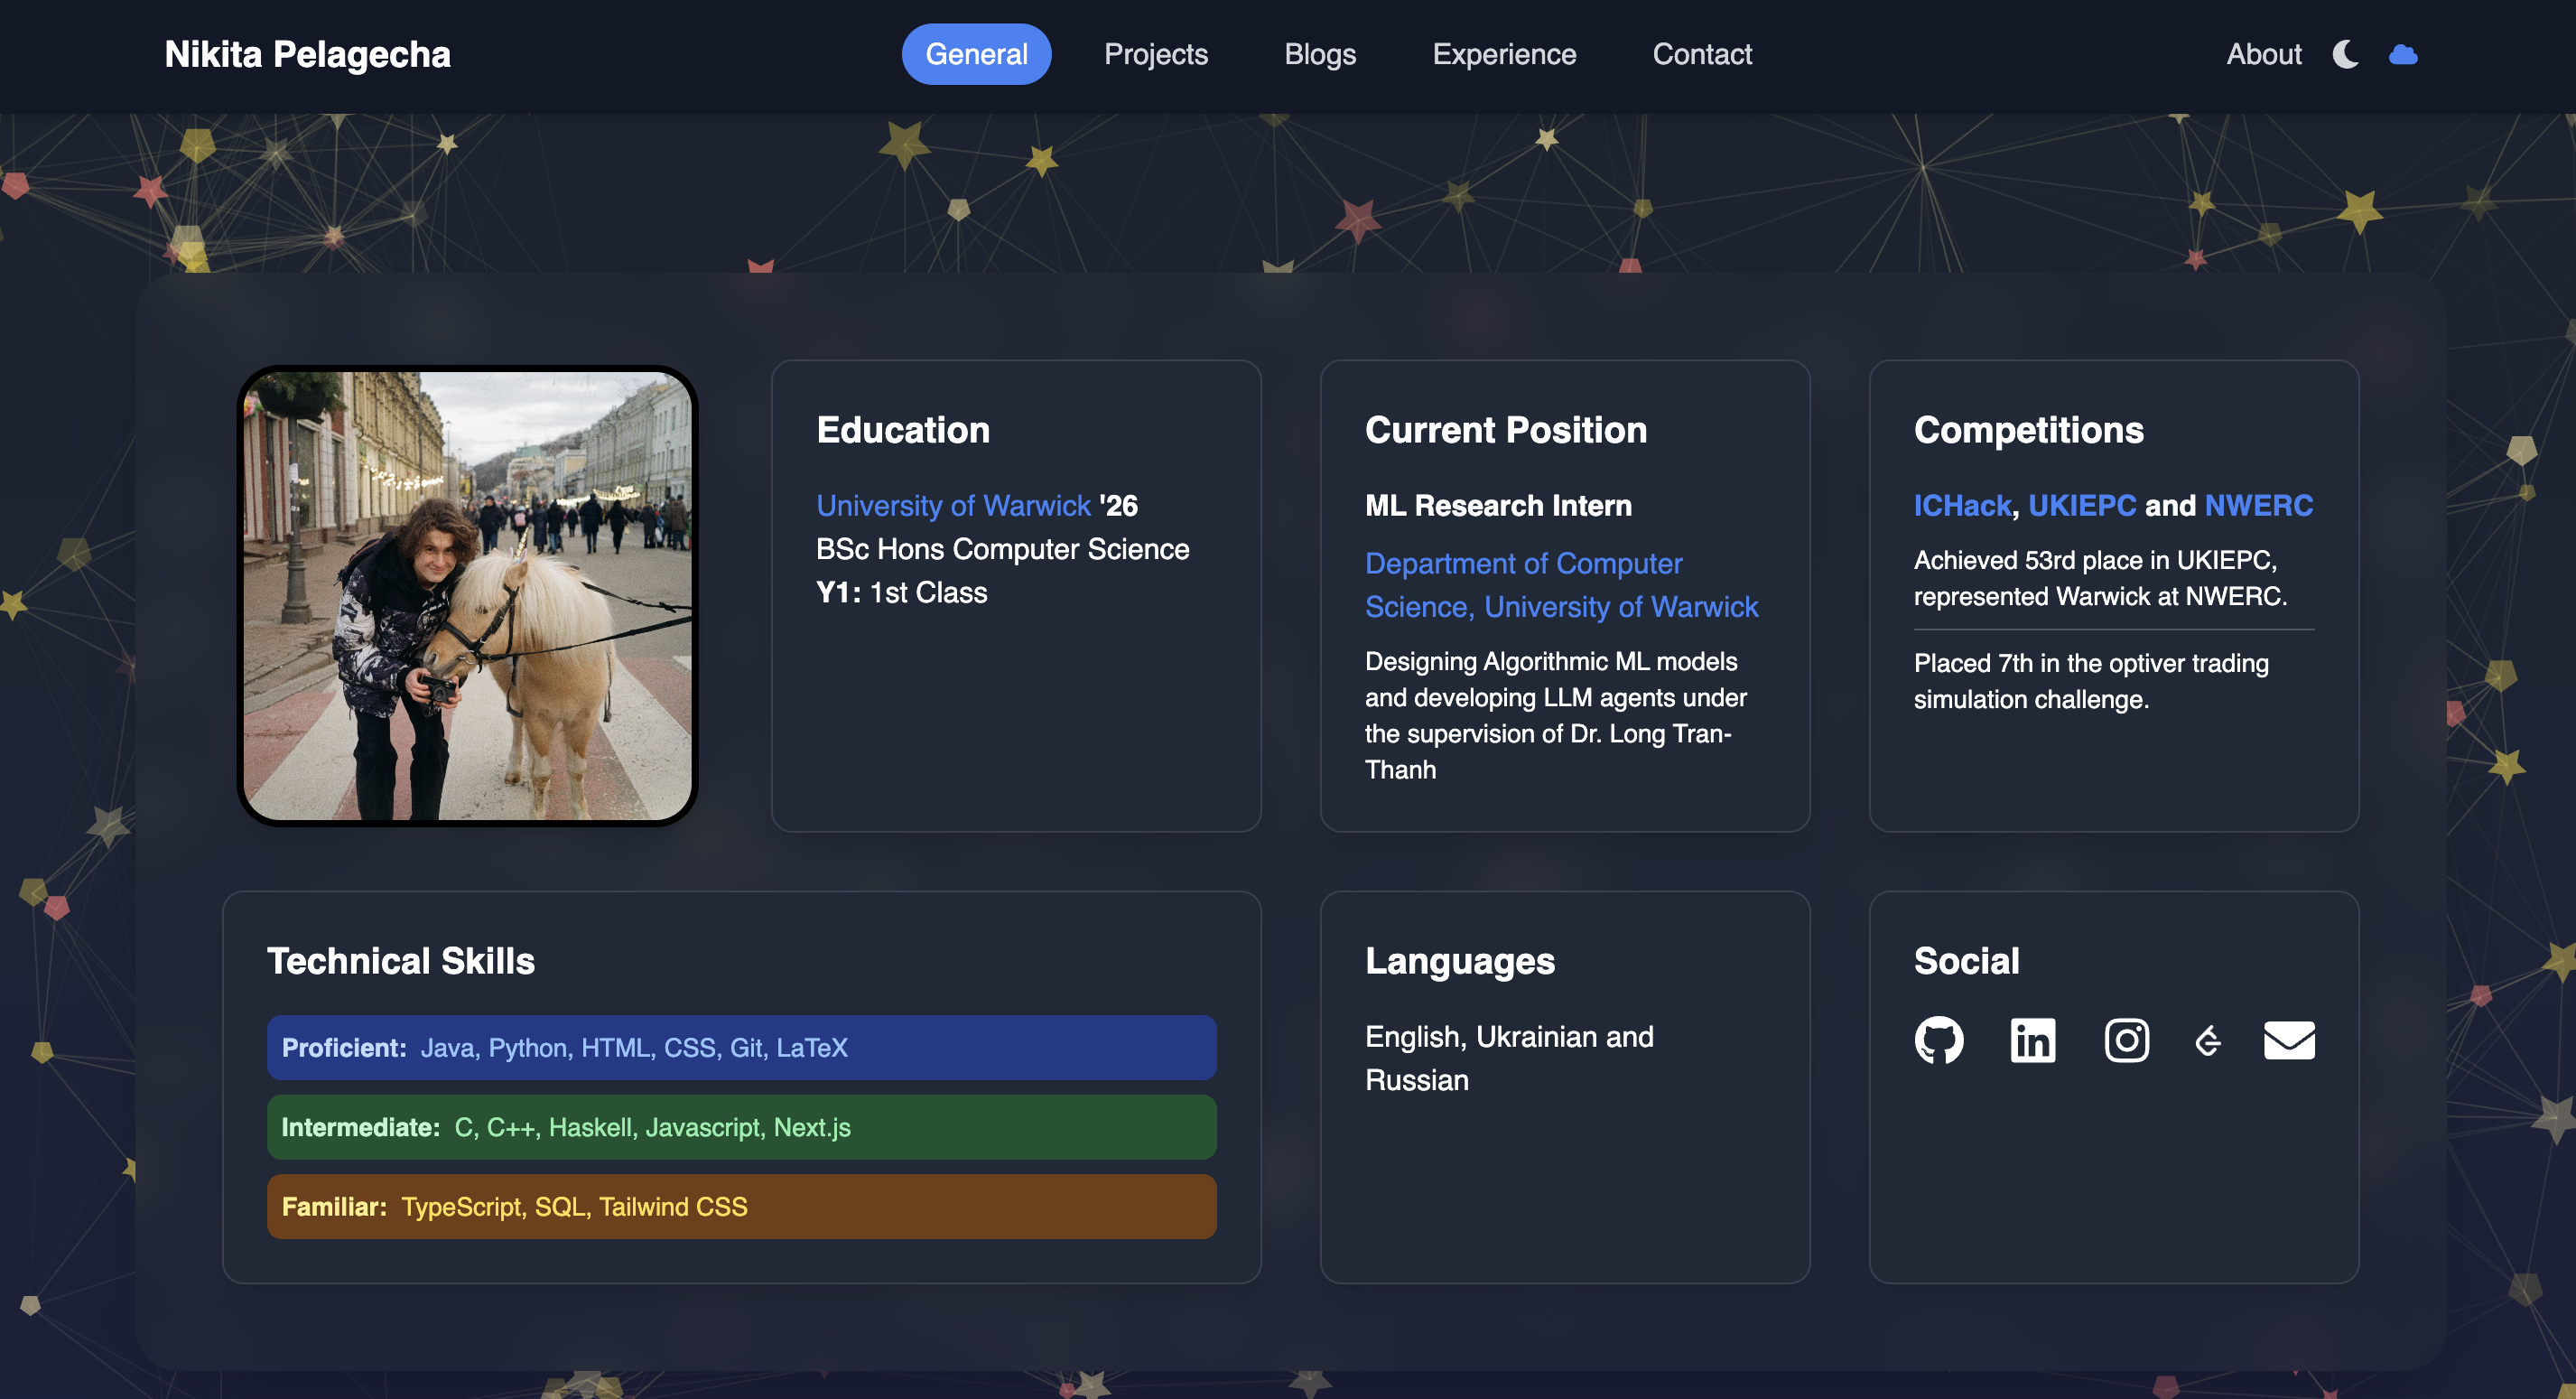 Nikita Pelagecha
General
Projects
Blogs
Experience
Contact
About
Education
University of Warwick '26
BSc Hons Computer Science
Y1: 1st Class
Current Position
ML Research Intern
Department of Computer
Science, University of Warwick
Designing Algorithmic ML models
and developing LLM agents under
the supervision of Dr. Long Tran-
Thanh
Competitions
ICHack, UKIEPC and NWERC
Achieved 53rd place in UKIEPC,
represented Warwick at NWERC.
Placed 7th in the optiver trading
simulation challenge.
Technical Skills
Proficient: Java, Python, HTML, CSS, Git, LaTeX
Intermediate: C, C++, Haskell, Javascript, Next.js
Familiar: TypeScript, SQL, Tailwind CSS
Languages
English, Ukrainian and
Russian
Social
in